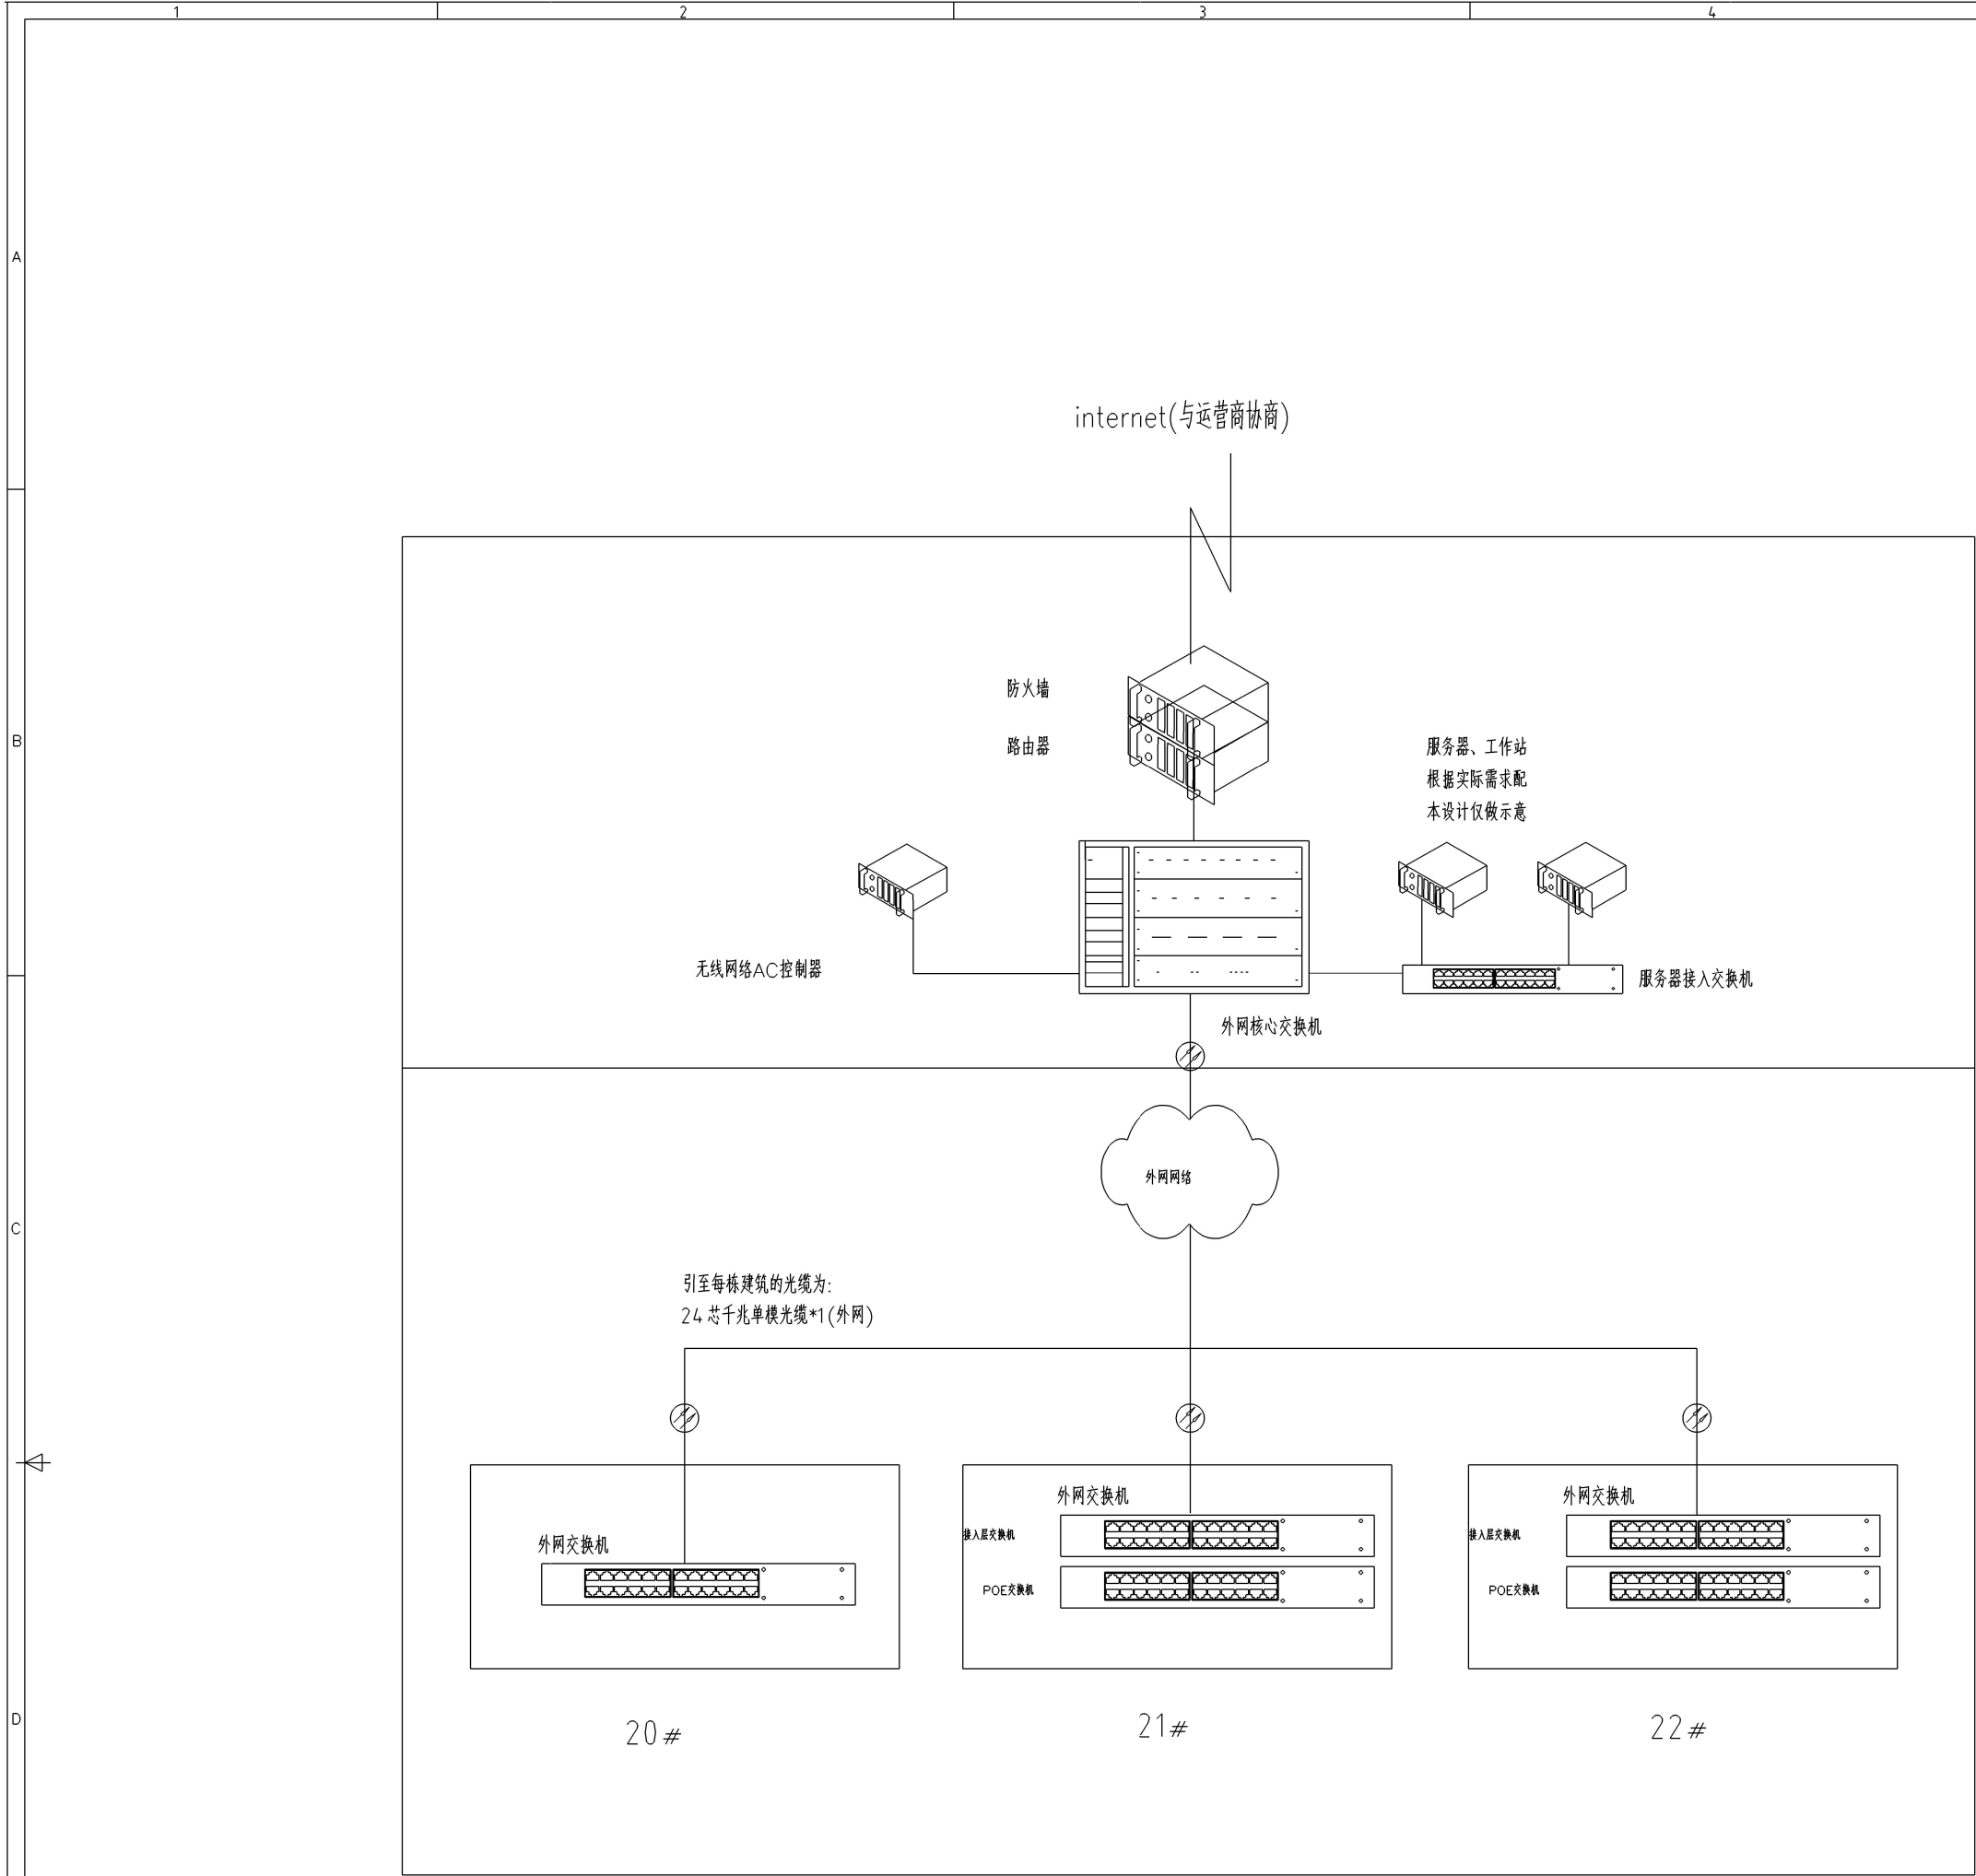 1
2
3
4
A
internet(与运营商协商)
防火墙
路由器
B
服务器、工作站
根据实际需求配
本设计仅做示意
无线网络AC控制器
服务器接入交换机
外网核心交换机
外网网络
C
引至每栋建筑的光缆为:
24芯千兆单模光缆*1(外网)
外网交换机
外网交换机
接入层交换机
POE交换机
外网交换机
接入层交换机
POE交换机
D
20#
21#
22#